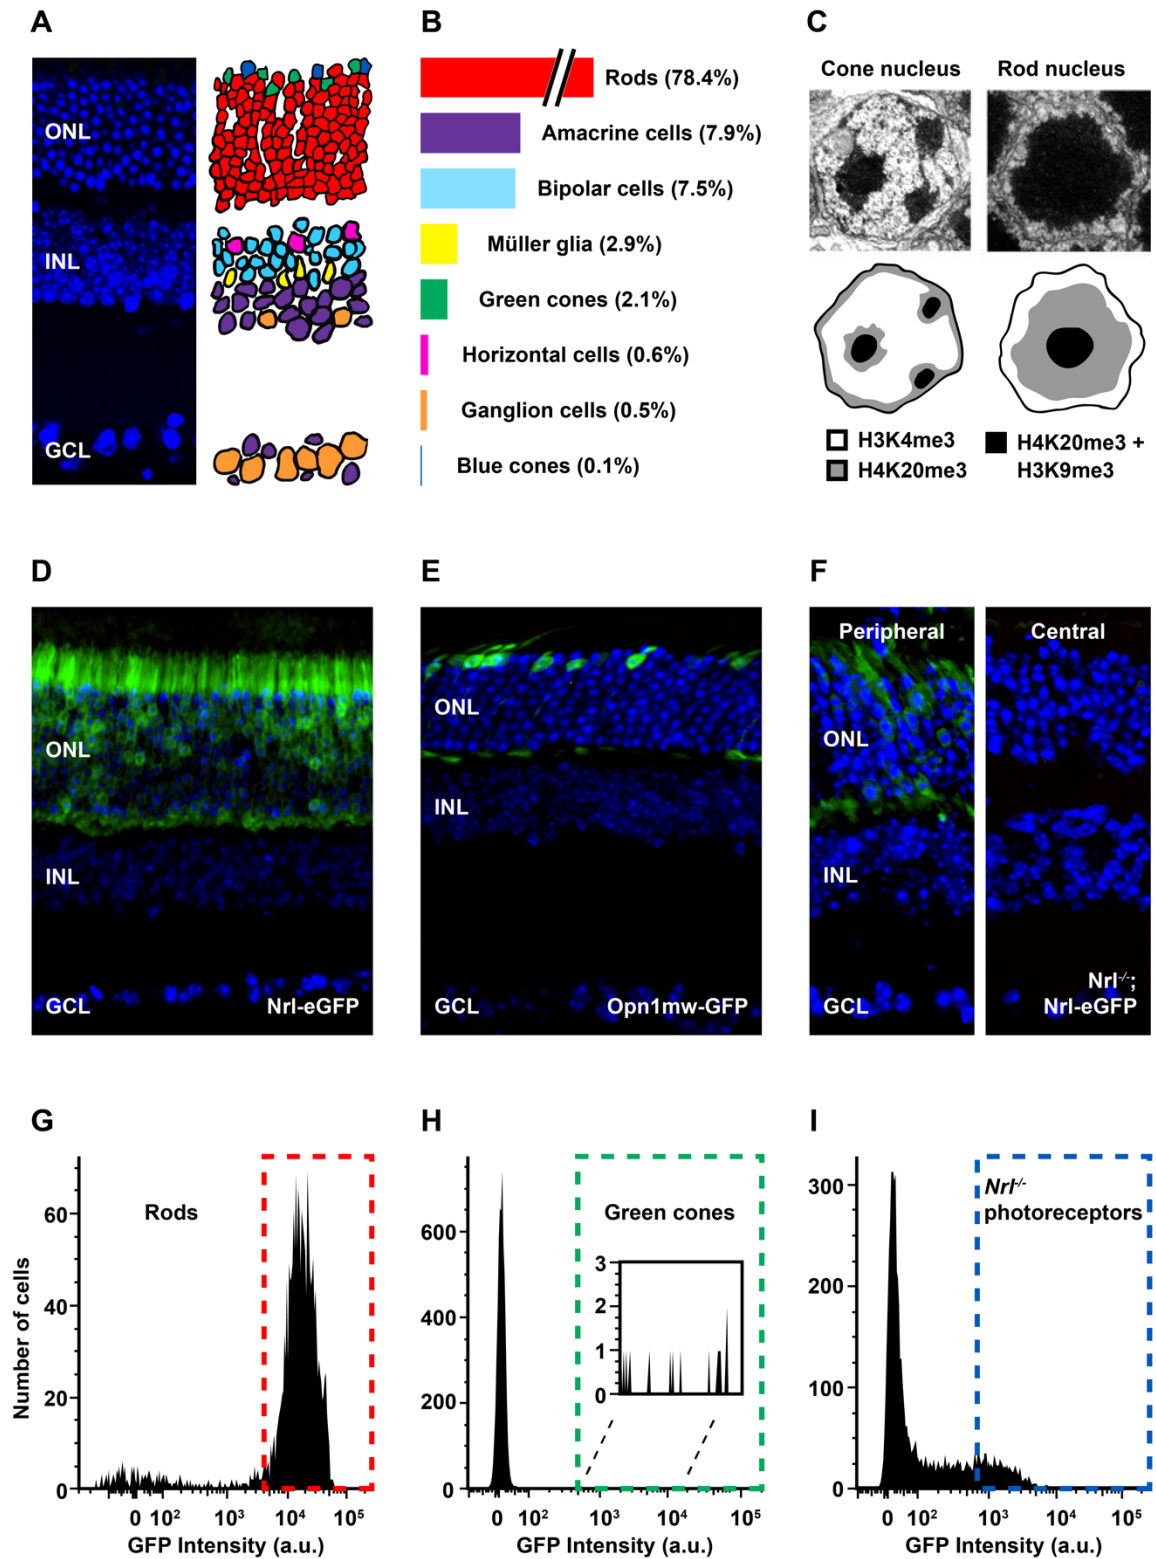 A
ONL
INL
GCL
B
Rods (78.4%)
Amacrine cells (7.9%)
Bipolar cells (7.5%)
Müller glia (2.9%)
Green cones (2.1%)
Horizontal cells (0.6%)
Ganglion cells (0.5%)
Blue cones (0.1%)
C
Cone nucleus
Rod nucleus
H3K4me3
H4K20me3
H4K20me3 +
H3K9me3
D
ONL
INL
GCL
Nrl-eGFP
E
ONL
INL
GCL
Opn1mw-GFP
F
Peripheral
Central
ONL
INL
GCL
Nrl-/-;
Nrl-eGFP
G
Rods
Number of cells
60
40
20
0
0 10² 10³ 10⁴ 10⁵
GFP Intensity (a.u.)
H
Green cones
600
400
200
0
3
2
1
0
0 10² 10³ 10⁴ 10⁵
GFP Intensity (a.u.)
I
Nrl-/-
photoreceptors
300
200
100
0
0 10² 10³ 10⁴ 10⁵
GFP Intensity (a.u.)